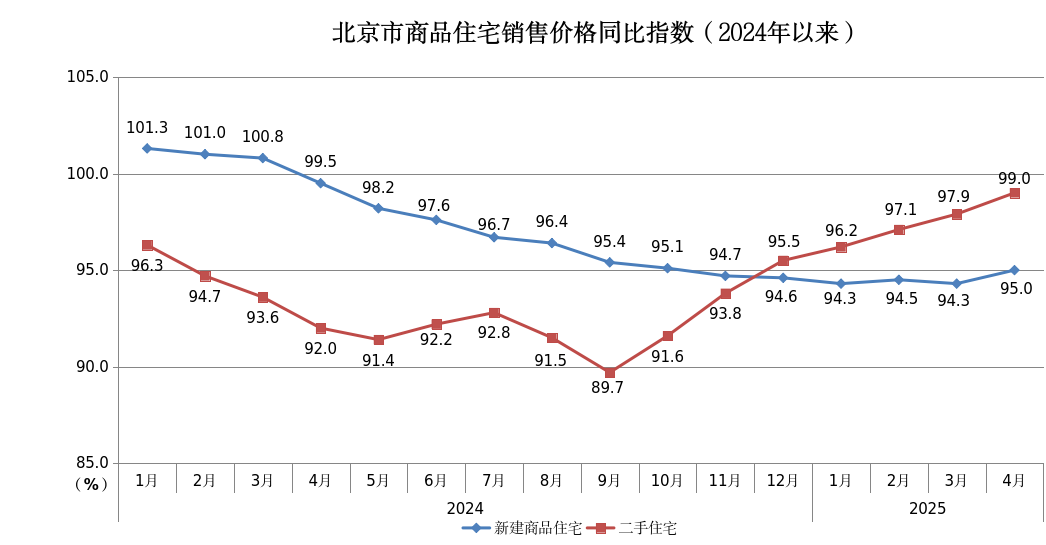 北京市商品住宅销售价格同比指数（2024年以来）
105.0
100.0
95.0
90.0
85.0
（%）
101.3 101.0 100.8 99.5 98.2 97.6 96.7 96.4 95.4 95.1 94.7 94.6 94.3 94.5 94.3 95.0
96.3 94.7 93.6 92.0 91.4 92.2 92.8 91.5 89.7 91.6 93.8 95.5 96.2 97.1 97.9 99.0
1月 2月 3月 4月 5月 6月 7月 8月 9月 10月 11月 12月 1月 2月 3月 4月
2024 2025
新建商品住宅 二手住宅